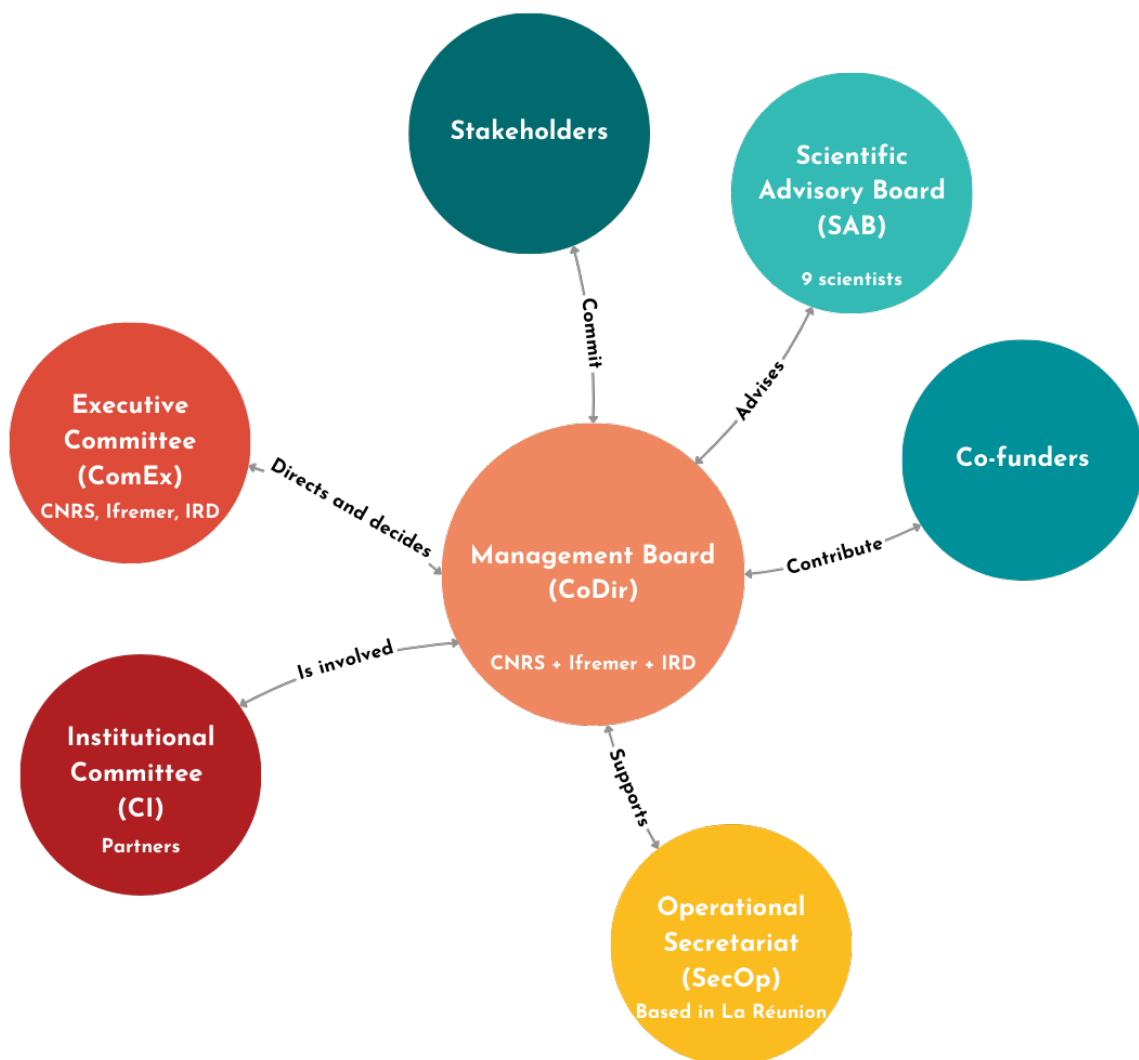 Stakeholders
Scientific
Advisory Board
(SAB)
9 scientists
Commit
Advises
Executive
Committee
(ComEx)
CNRS, Ifremer, IRD
Directs and decides
Co-funders
Contribute
Management Board
(CoDir)
CNRS + Ifremer + IRD
Is involved
Institutional
Committee
(CI)
Partners
Supports
Operational
Secretariat
(SecOp)
Based in La Réunion